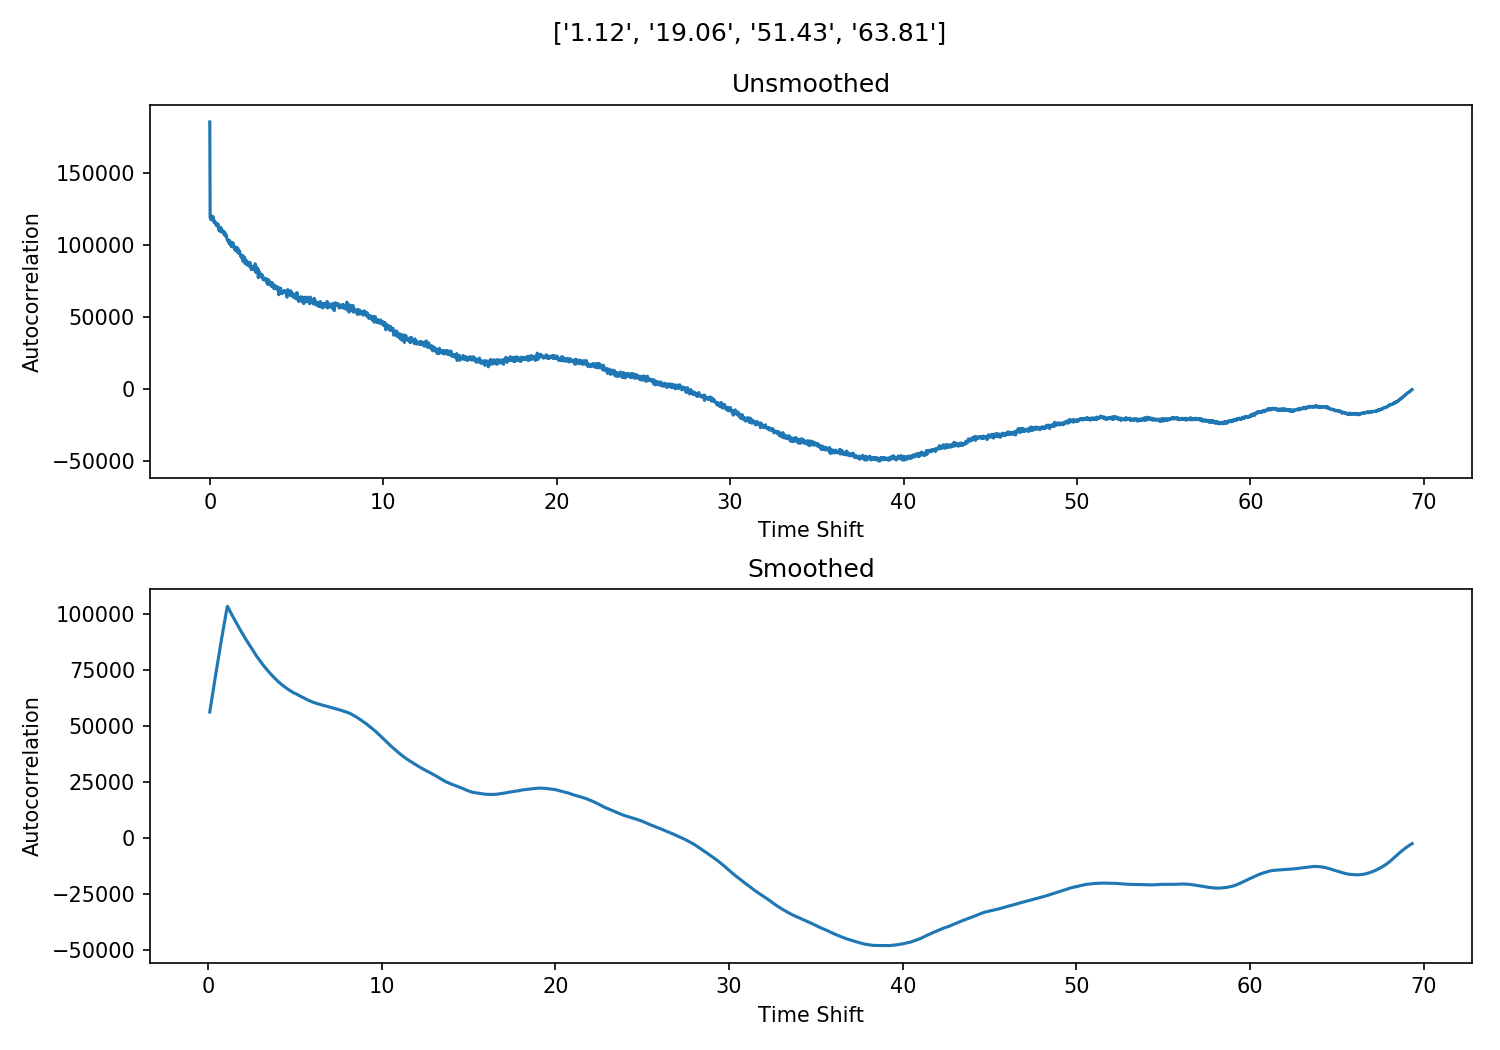 ['1.12', '19.06', '51.43', '63.81']
Unsmoothed
Autocorrelation
150000
100000
50000
0
−50000
0 10 20 30 40 50 60 70
Time Shift
Smoothed
Autocorrelation
100000
75000
50000
25000
0
−25000
−50000
0 10 20 30 40 50 60 70
Time Shift